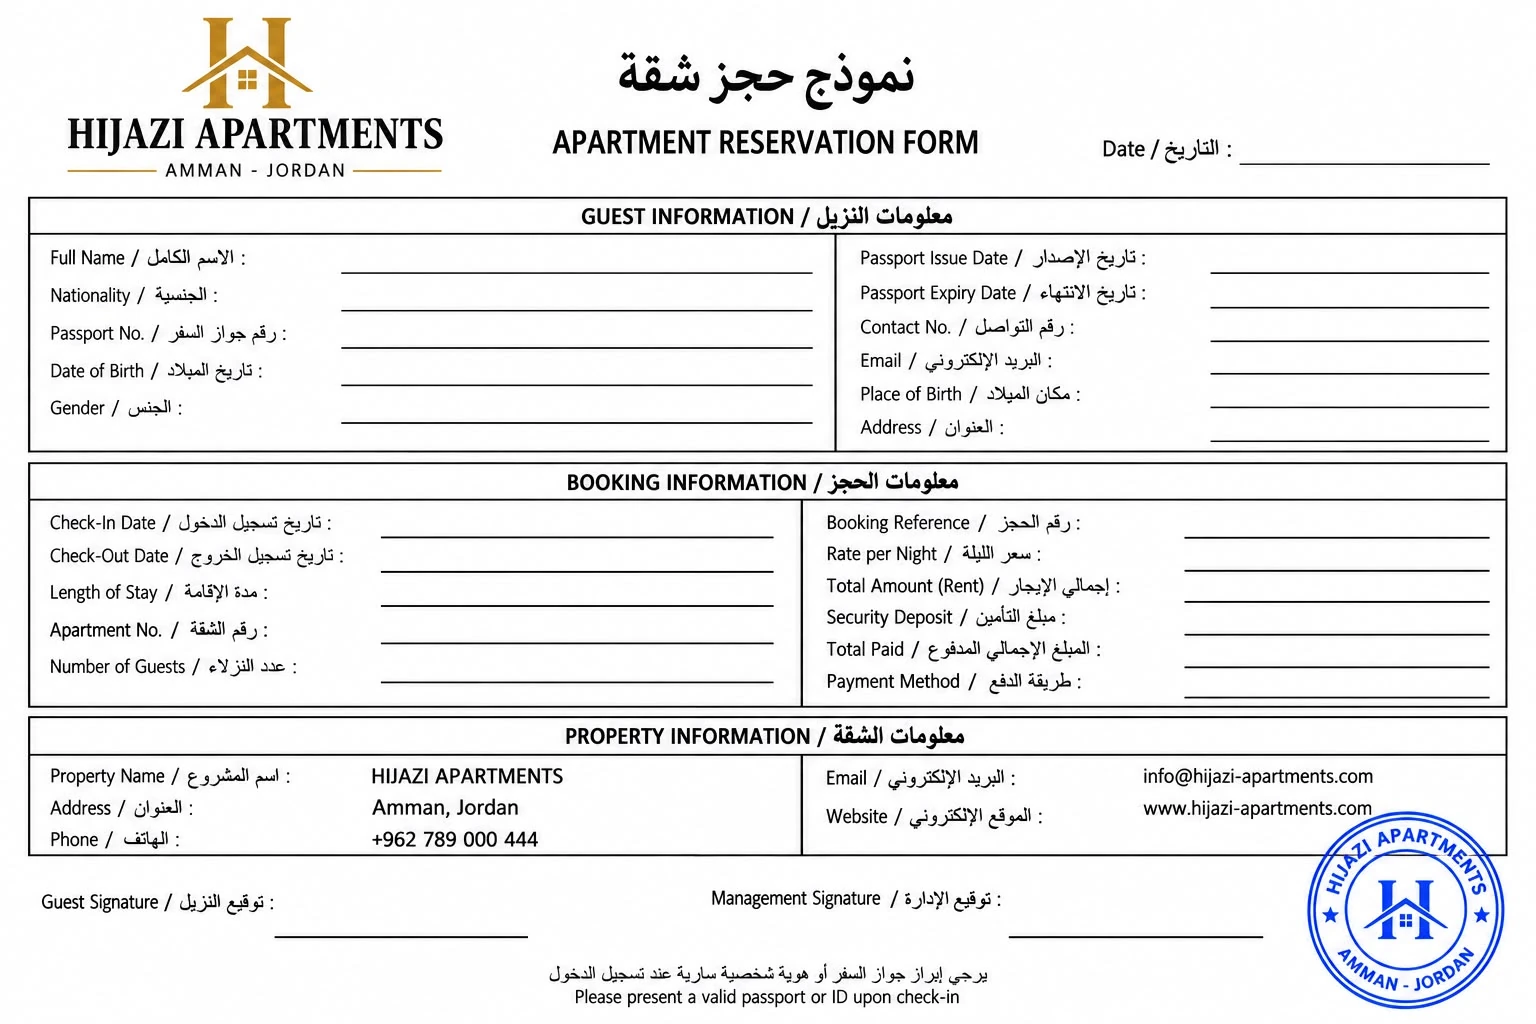 HIJAZI APARTMENTS
AMMAN - JORDAN
نموذج حجز شقة
APARTMENT RESERVATION FORM
Date / التاريخ :
GUEST INFORMATION / معلومات النزيل
Full Name / الاسم الكامل :
Nationality / الجنسية :
Passport No. / رقم جواز السفر :
Date of Birth / تاريخ الميلاد :
Gender / الجنس :
Passport Issue Date / تاريخ الإصدار :
Passport Expiry Date / تاريخ الانتهاء :
Contact No. / رقم التواصل :
Email / البريد الإلكتروني :
Place of Birth / مكان الميلاد :
Address / العنوان :
BOOKING INFORMATION / معلومات الحجز
Check-In Date / تاريخ تسجيل الدخول :
Check-Out Date / تاريخ تسجيل الخروج :
Length of Stay / مدة الإقامة :
Apartment No. / رقم الشقة :
Number of Guests / عدد النزلاء :
Booking Reference / رقم الحجز :
Rate per Night / سعر الليلة :
Total Amount (Rent) / إجمالي الإيجار :
Security Deposit / مبلغ التأمين :
Total Paid / المبلغ الإجمالي المدفوع :
Payment Method / طريقة الدفع :
PROPERTY INFORMATION / معلومات الشقة
Property Name / اسم المشروع : HIJAZI APARTMENTS
Address / العنوان : Amman, Jordan
Phone / الهاتف : +962 789 000 444
Email / البريد الإلكتروني : info@hijazi-apartments.com
Website / الموقع الإلكتروني : www.hijazi-apartments.com
Guest Signature / توقيع النزيل :
Management Signature / توقيع الإدارة :
HIJAZI APARTMENTS
AMMAN - JORDAN
يرجي إبراز جواز السفر أو هوية شخصية سارية عند تسجيل الدخول
Please present a valid passport or ID upon check-in